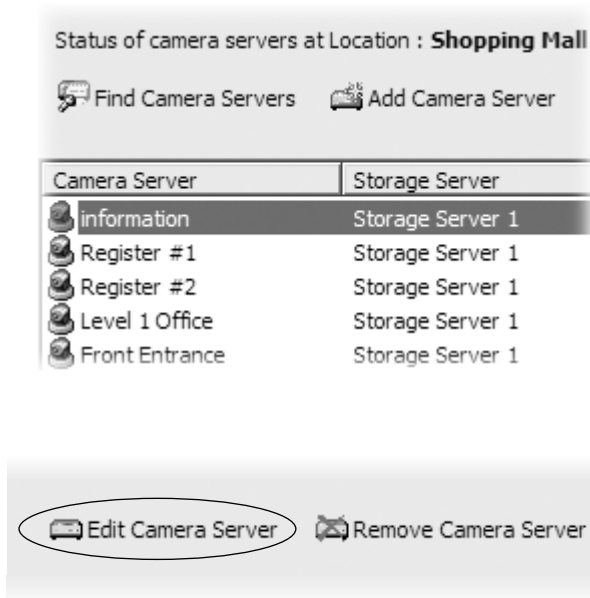 Status of camera servers at Location : Shopping Mall
Find Camera Servers Add Camera Server
Camera Server Storage Server
information Storage Server 1
Register #1 Storage Server 1
Register #2 Storage Server 1
Level 1 Office Storage Server 1
Front Entrance Storage Server 1
Edit Camera Server Remove Camera Server